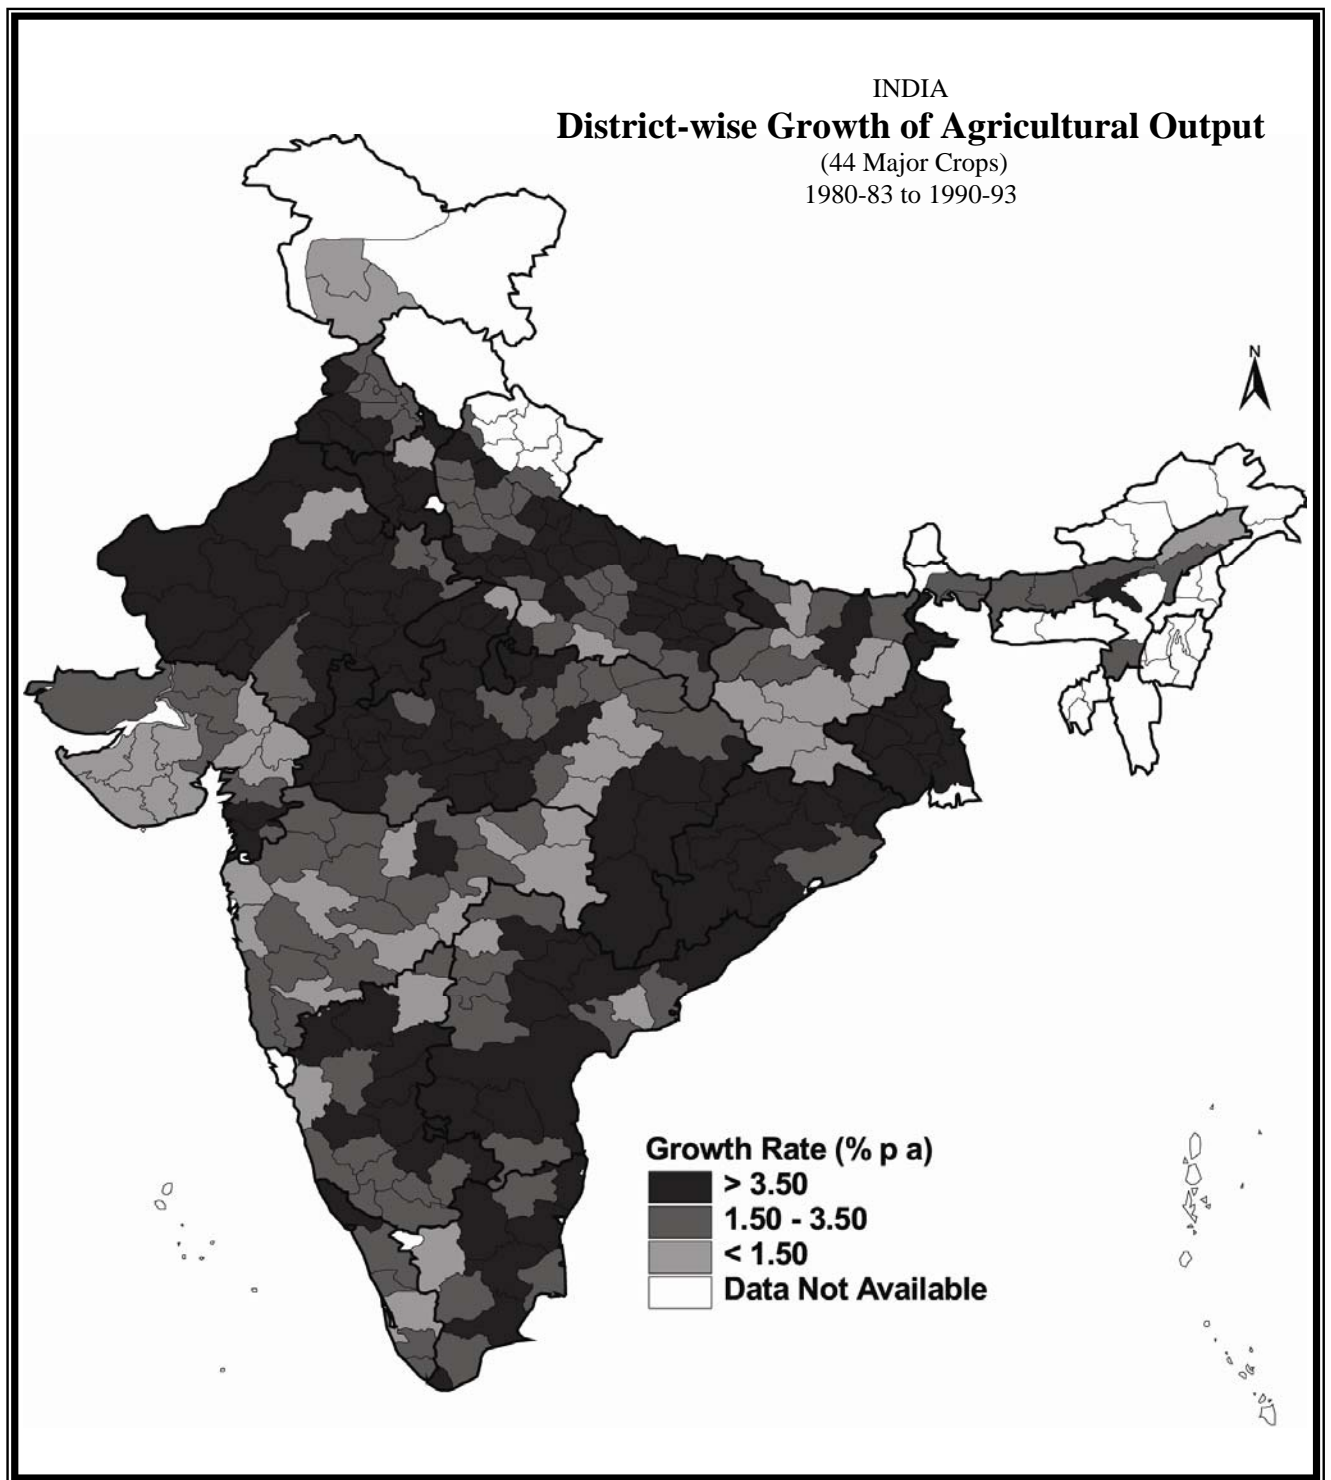 INDIA
District-wise Growth of Agricultural Output
(44 Major Crops)
1980-83 to 1990-93
N
Growth Rate (% p a)
> 3.50
1.50 - 3.50
< 1.50
Data Not Available